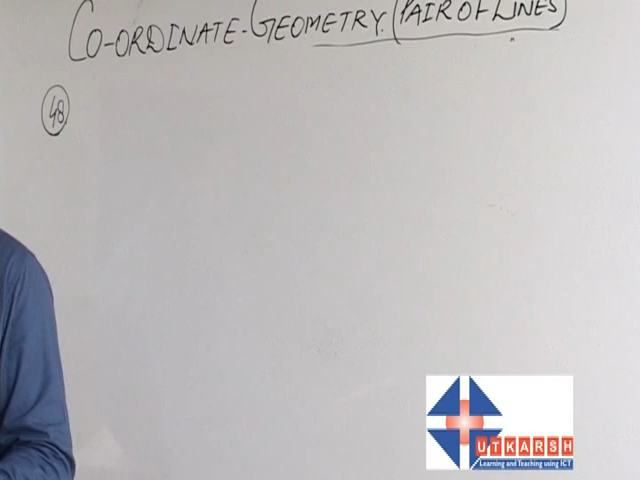 CO-ORDINATE-GEOMETRY (PAIR OF LINES)
48
UTKARSH
Learning and Teaching using ICT